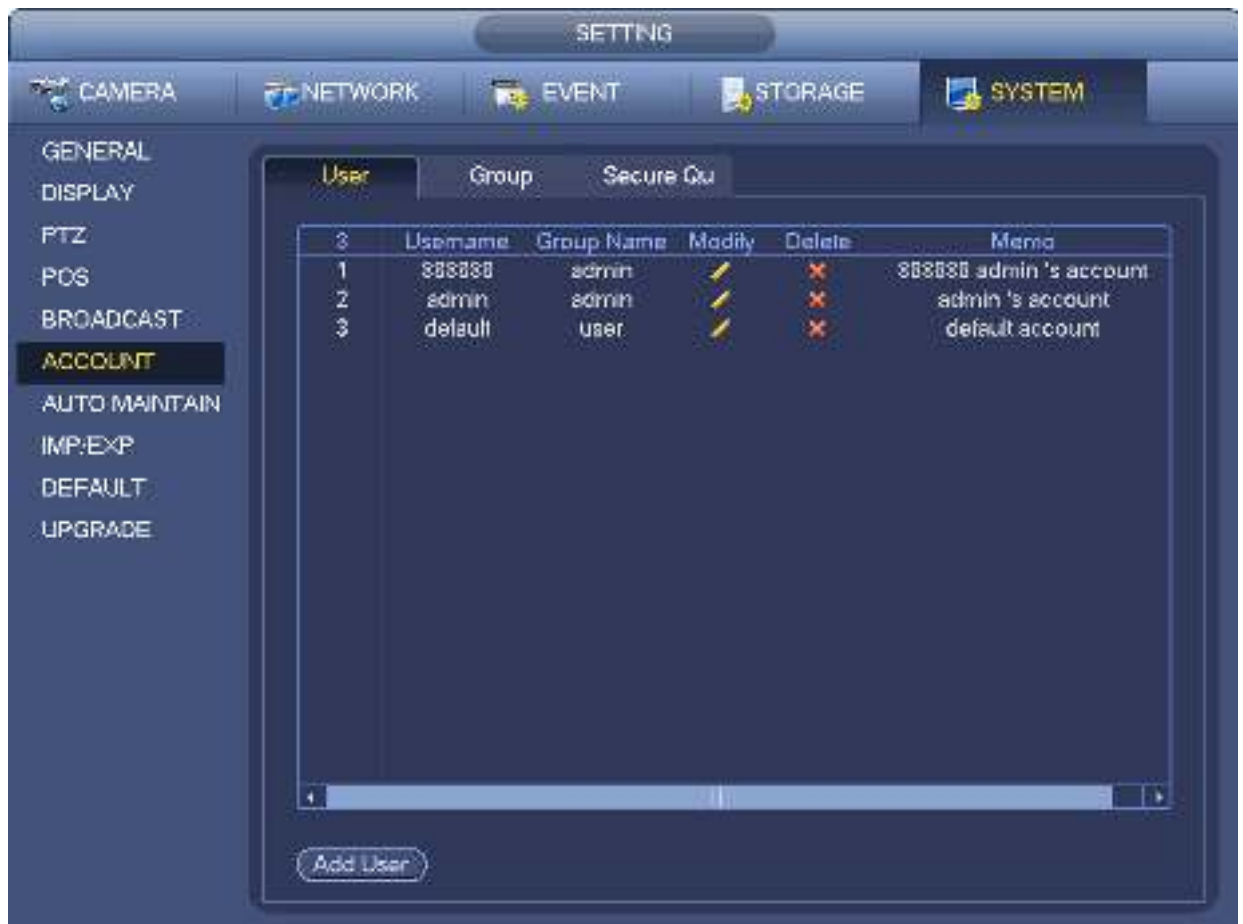 SETTING
CAMERA NETWORK EVENT STORAGE SYSTEM
GENERAL
DISPLAY
PTZ
POS
BROADCAST
ACCOUNT
AUTO MAINTAIN
IMP/EXP
DEFAULT
UPGRADE
User Group Secure Qu
3 Username Group Name Modify Delete Memo
1 888888 admin 888888 admin 's account
2 admin admin admin 's account
3 default user default account
Add User